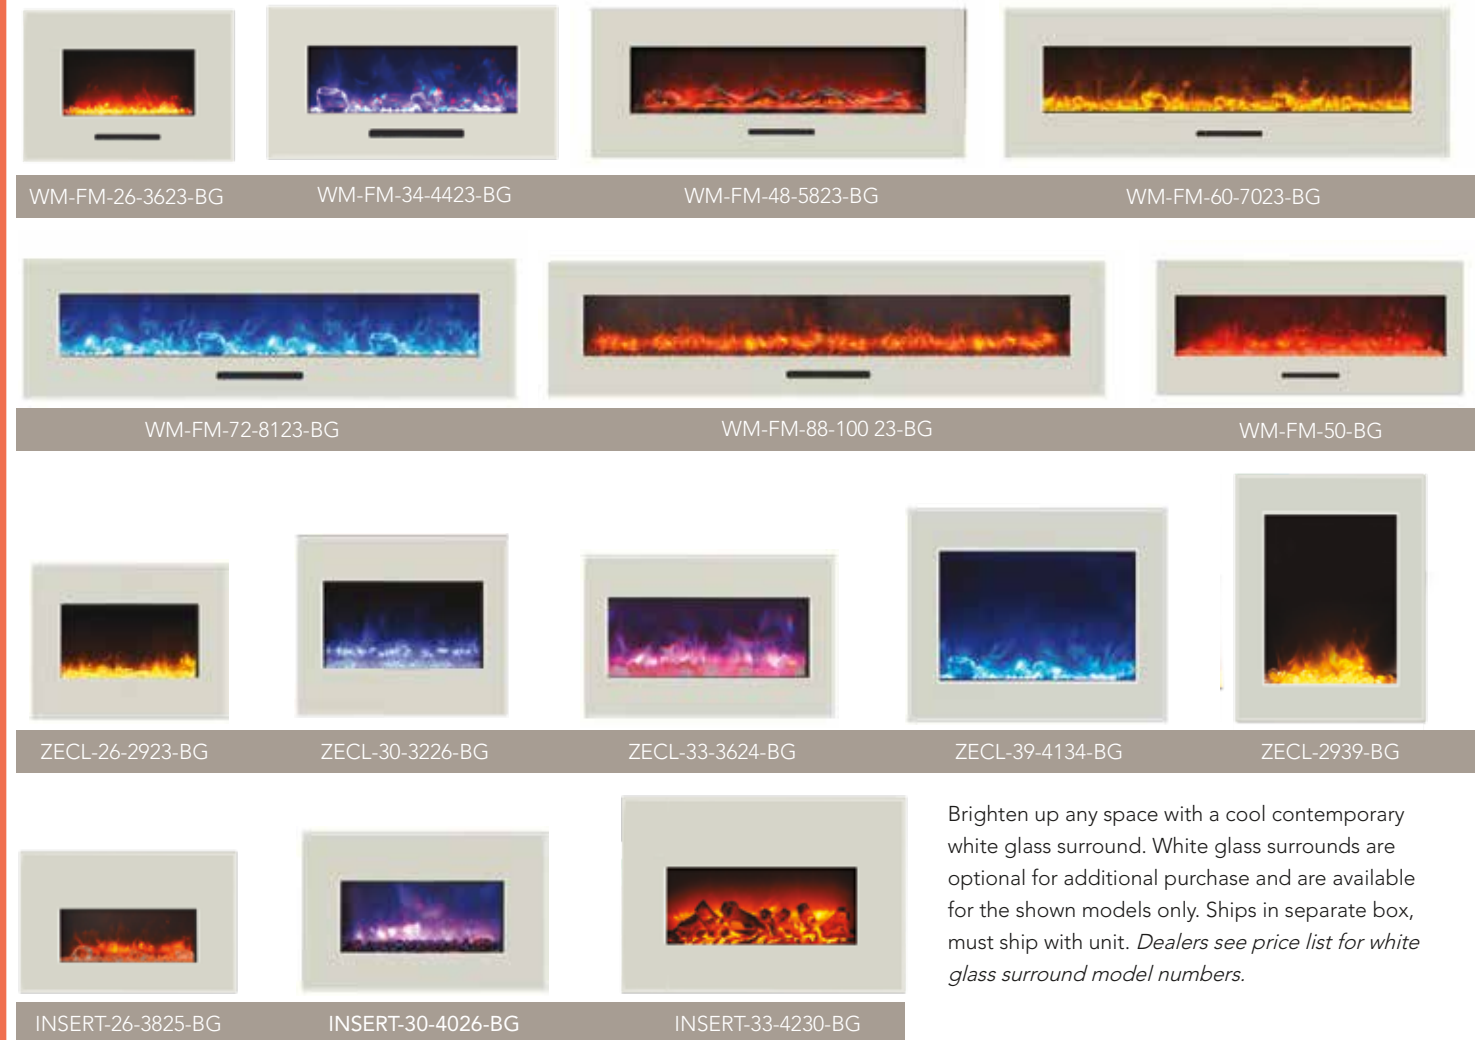 WM-FM-26-3623-BG
WM-FM-34-4423-BG
WM-FM-48-5823-BG
WM-FM-60-7023-BG
WM-FM-72-8123-BG
WM-FM-88-100 23-BG
WM-FM-50-BG
ZECL-26-2923-BG
ZECL-30-3226-BG
ZECL-33-3624-BG
ZECL-39-4134-BG
ZECL-2939-BG
INSERT-26-3825-BG
INSERT-30-4026-BG
INSERT-33-4230-BG
Brighten up any space with a cool contemporary
white glass surround. White glass surrounds are
optional for additional purchase and are available
for the shown models only. Ships in separate box,
must ship with unit. Dealers see price list for white
glass surround model numbers.